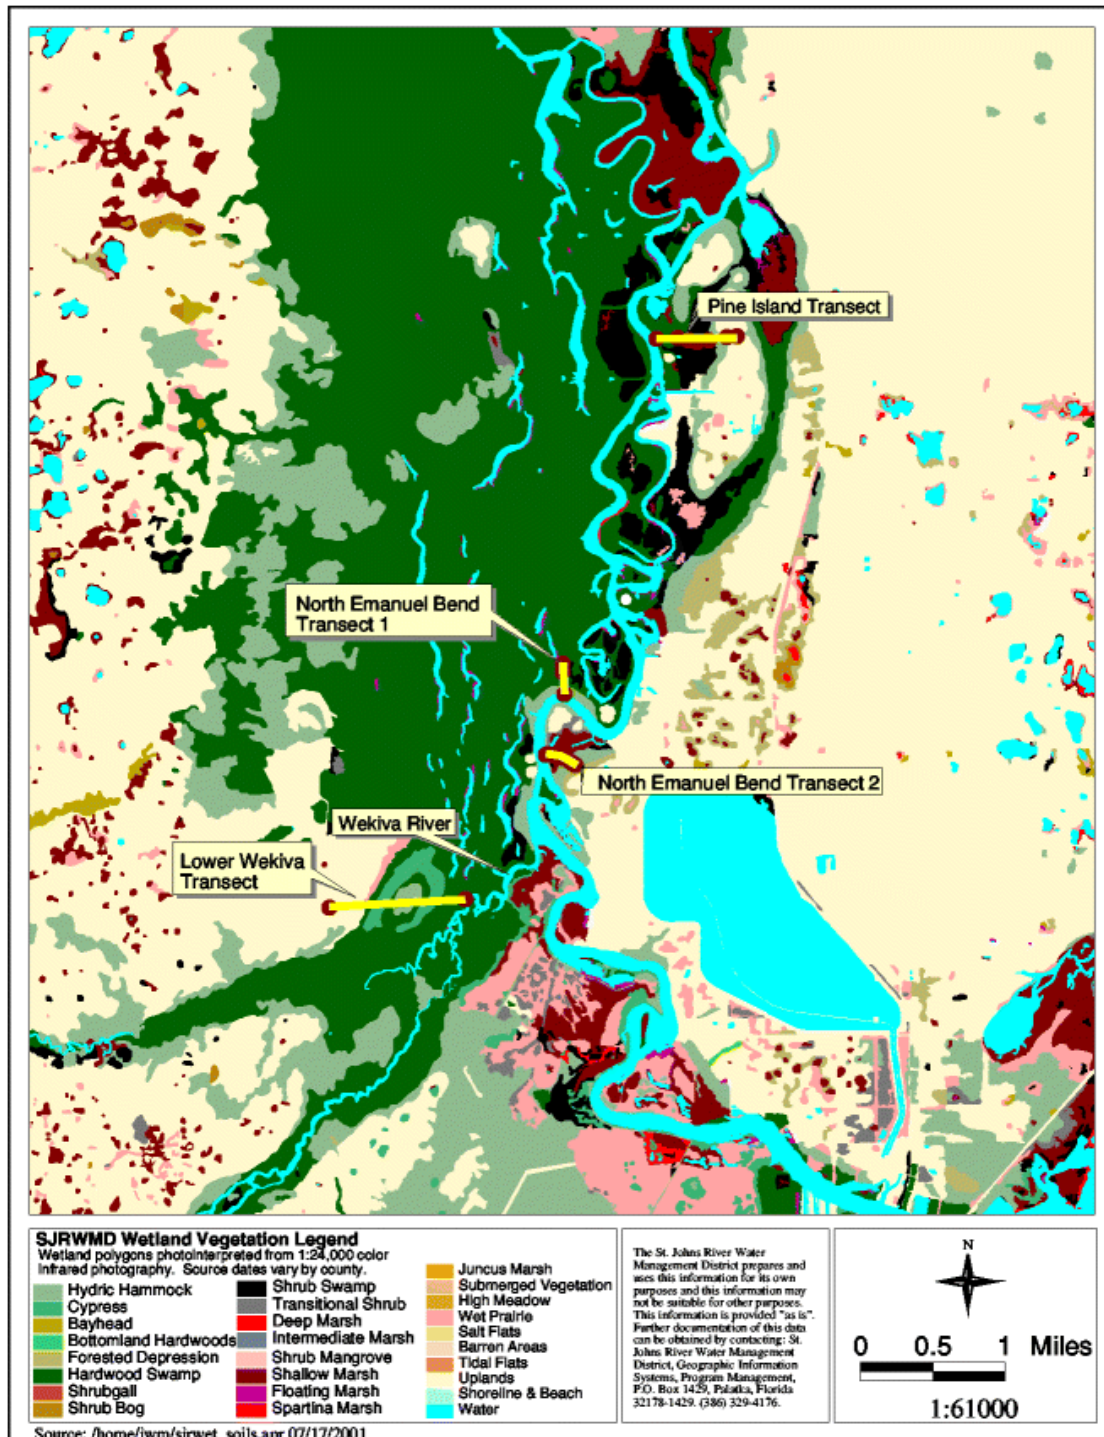 Pine Island Transect
North Emanuel Bend
Transect 1
North Emanuel Bend Transect 2
Wekiva River
Lower Wekiva
Transect
SJRWMD Wetland Vegetation Legend
Wetland polygons photointerpreted from 1:24,000 color
Infrared photography. Source dates vary by county.
Hydric Hammock
Cypress
Bayhead
Bottomland Hardwoods
Forested Depression
Hardwood Swamp
Shrubgall
Shrub Bog
Shrub Swamp
Transitional Shrub
Deep Marsh
Intermediate Marsh
Shrub Mangrove
Shallow Marsh
Floating Marsh
Spartina Marsh
Juncus Marsh
Submerged Vegetation
High Meadow
Wet Prairie
Salt Flats
Barren Areas
Tidal Flats
Uplands
Shoreline & Beach
Water
The St. Johns River Water
Management District prepares and
uses this information for its own
purposes and this information may
not be suitable for other purposes.
This information is provided "as is".
Further documentation of this data
can be obtained by contacting: St.
Johns River Water Management
District, Geographic Information
Systems, Program Management,
P.O. Box 1429, Palatka, Florida
32178-1429. (386) 329-4176.
N
0 0.5 1 Miles
1:61000
Source: /home/jwm/sjrwet_soils.apr 07/17/2001